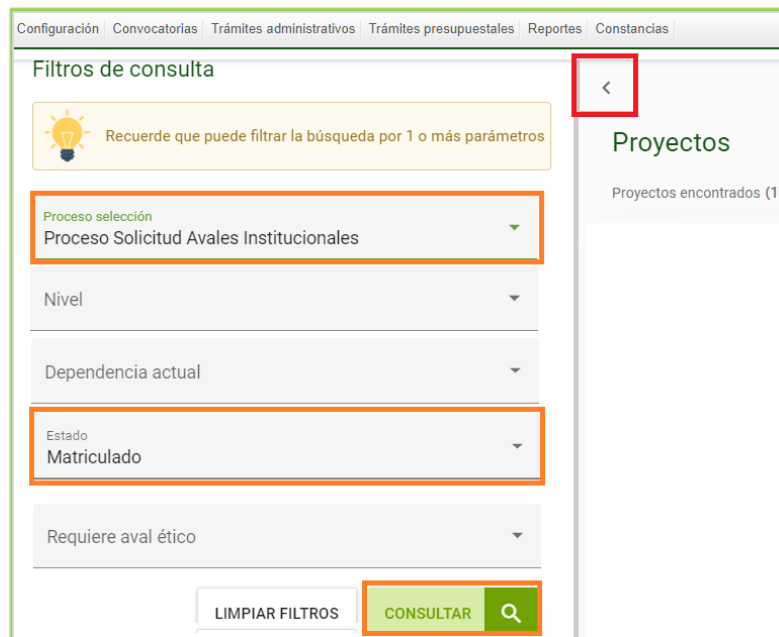 Configuración Convocatorias Trámites administrativos Trámites presupuestales Reportes Constancias
Filtros de consulta
Recuerde que puede filtrar la búsqueda por 1 o más parámetros
Proceso selección
Proceso Solicitud Avales Institucionales
Nivel
Dependencia actual
Estado
Matriculado
Requiere aval ético
LIMPIAR FILTROS CONSULTAR
Proyectos
Proyectos encontrados (1